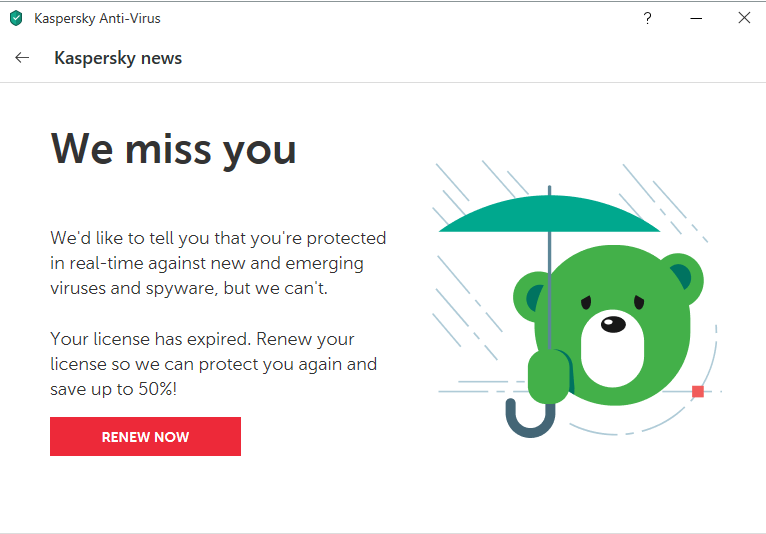 Kaspersky Anti-Virus
?
Kaspersky news
We miss you
We'd like to tell you that you're protected
in real-time against new and emerging
viruses and spyware, but we can't.
Your license has expired. Renew your
license so we can protect you again and
save up to 50%!
RENEW NOW